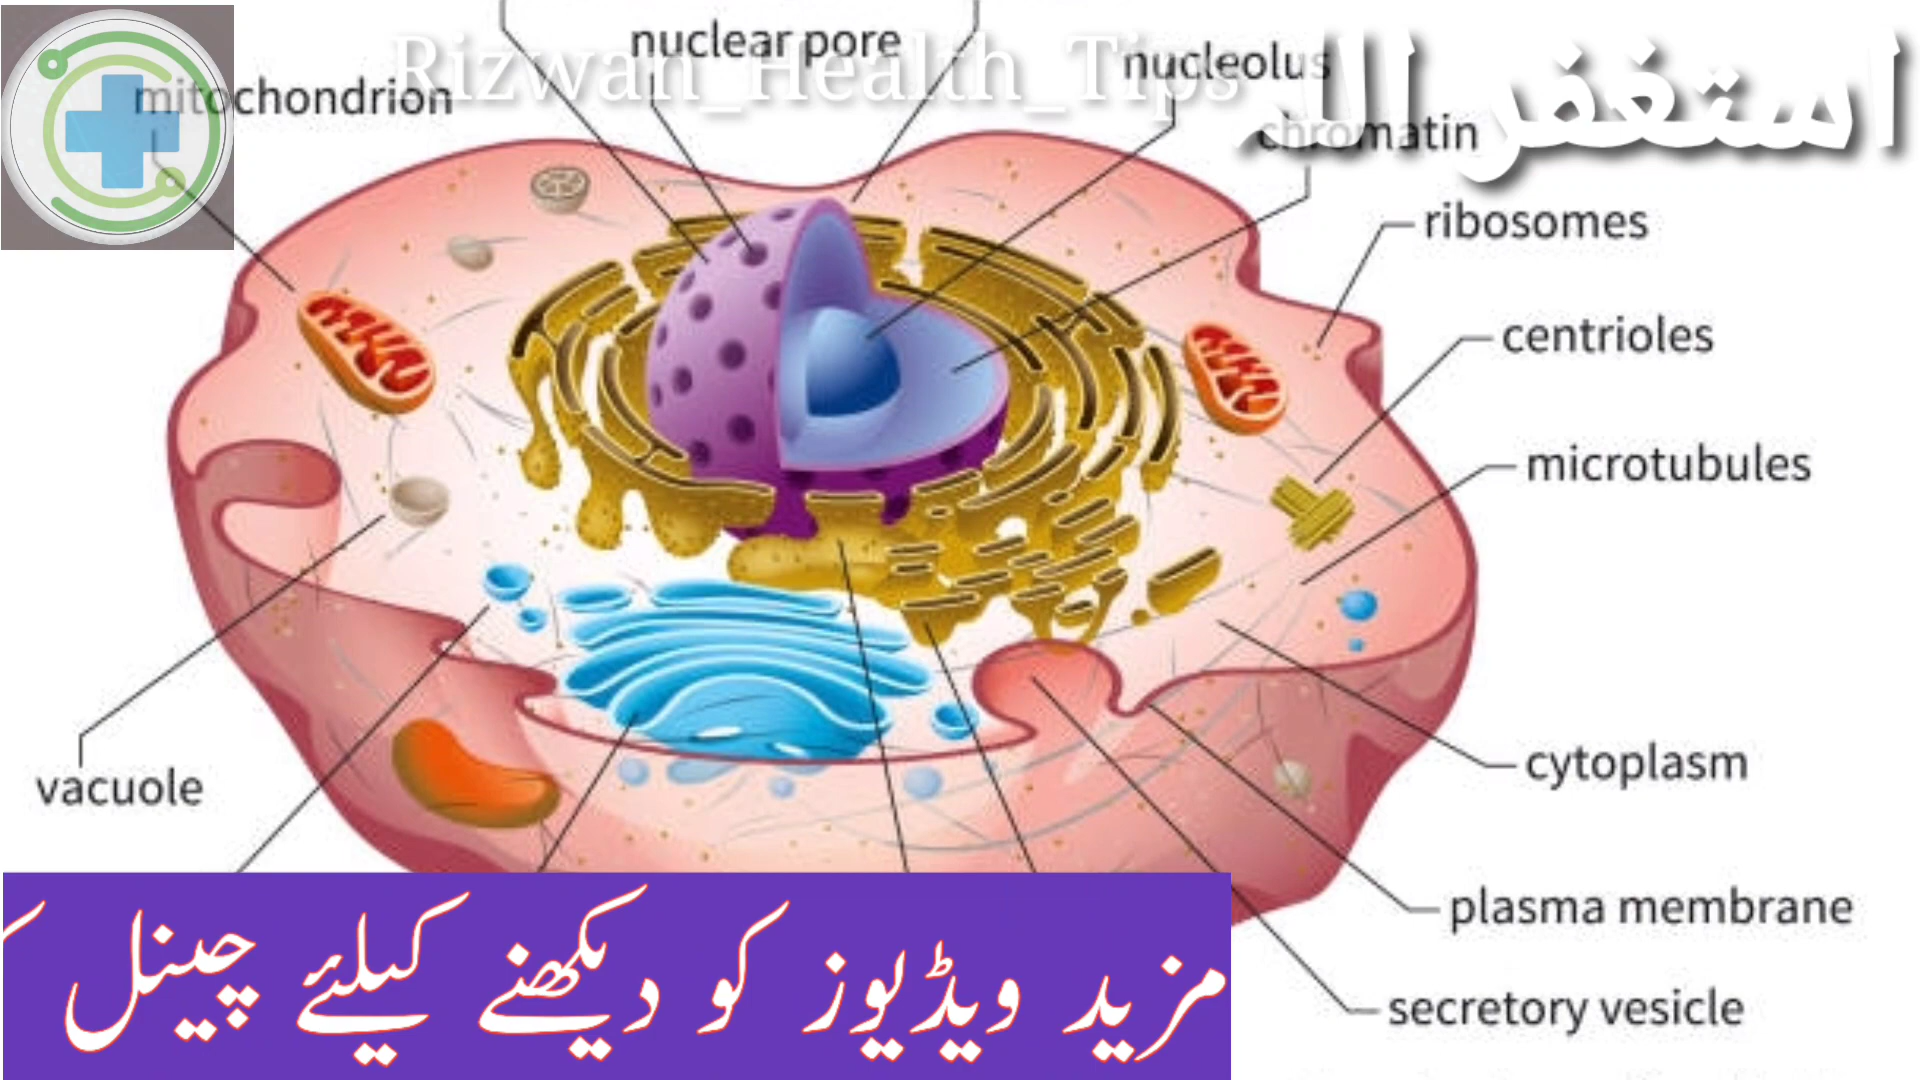 nuclear pore
Rizwan_Health_Tips
استغفر اللہ
nucleolus
mitochondrion
chromatin
ribosomes
centrioles
microtubules
vacuole
cytoplasm
plasma membrane
secretory vesicle
مزید ویڈیوز کو دیکھنے کیلئے چینل